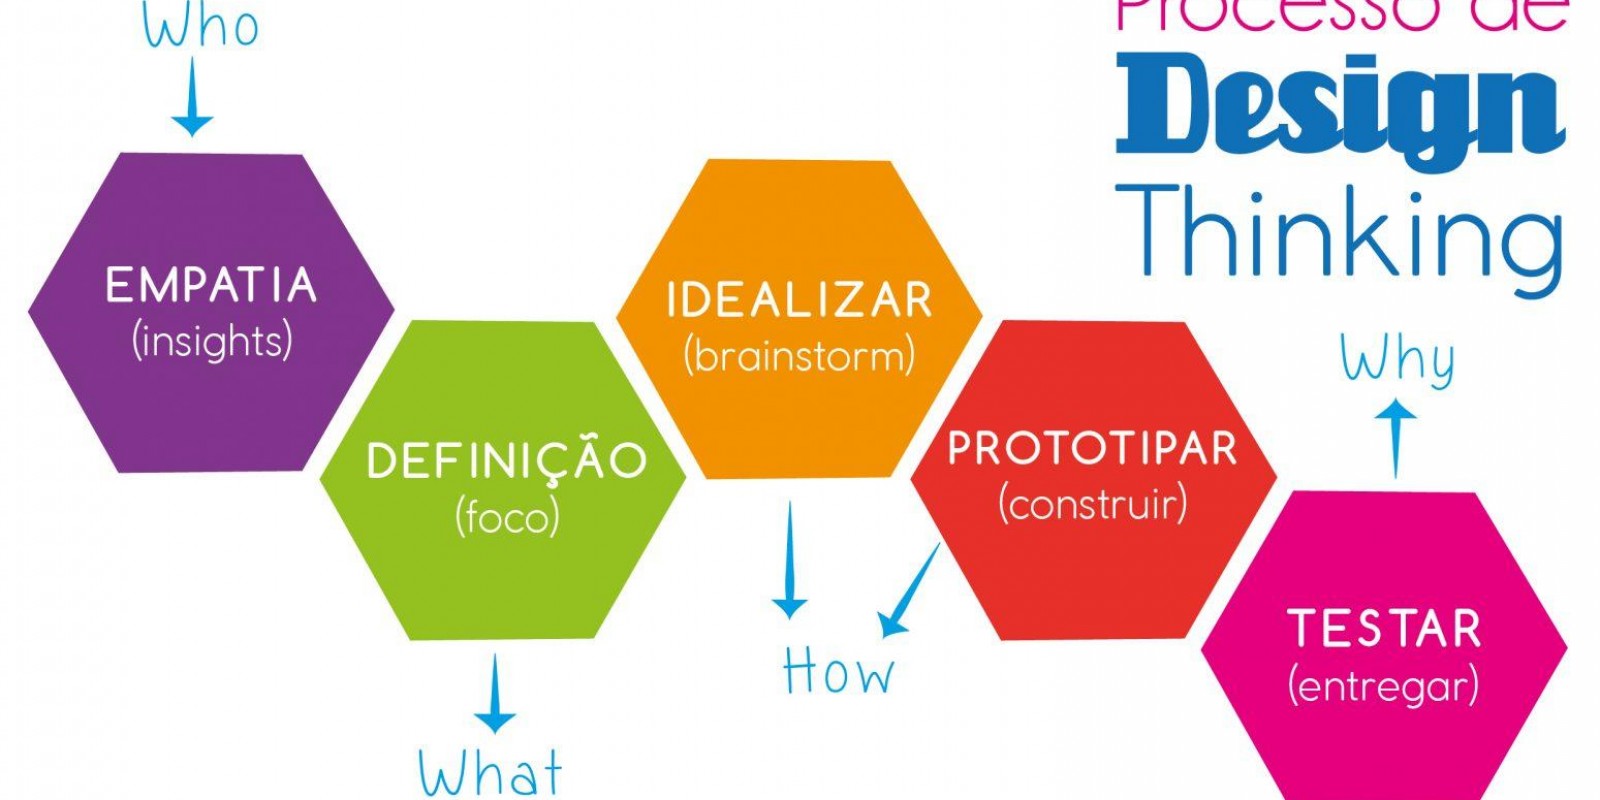 Who
Processo de
Design
Thinking
EMPATIA
(insights)
DEFINIÇÃO
(foco)
IDEALIZAR
(brainstorm)
PROTOTIPAR
(construir)
TESTAR
(entregar)
Why
How
What